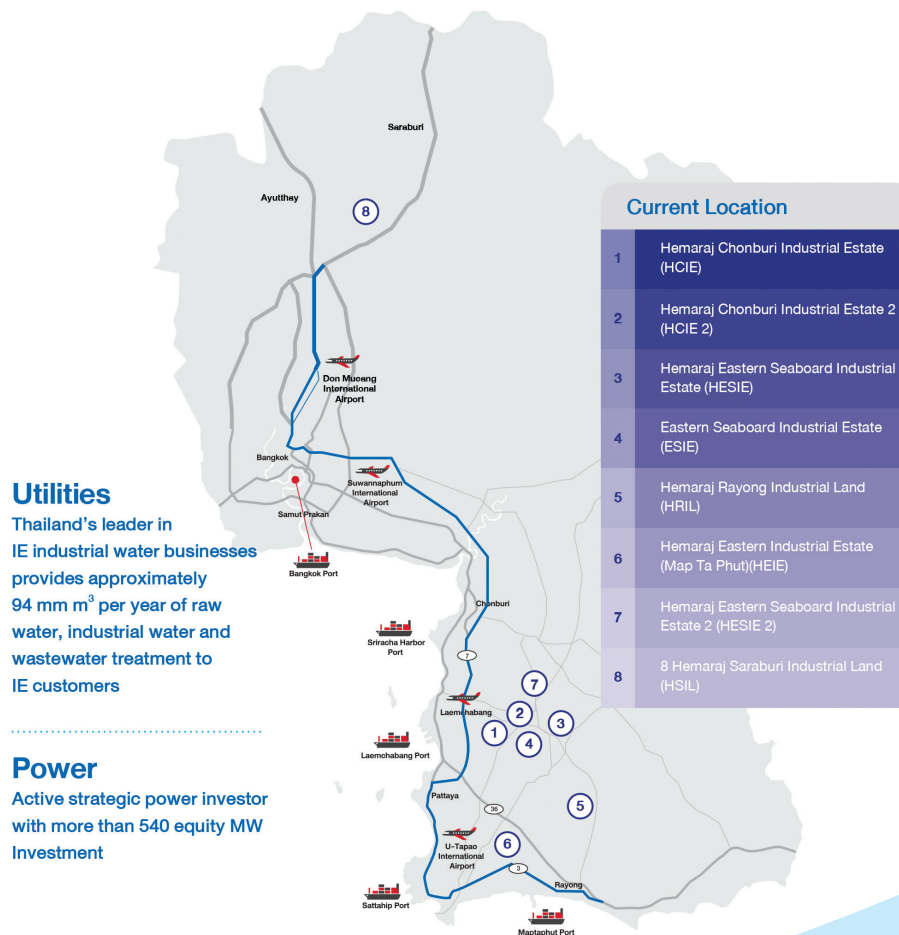 Saraburi
Ayutthay
8
Don Mueang
International
Airport
Bangkok
Suwannaphum
International
Airport
Samut Prakan
Bangkok Port
Chonburi
Sriracha Harbor
Port
7
7
Laemchabang
2
3
1
4
Laemchabang Port
Pattaya
36
5
U-Tapao
International
Airport
6
3
Rayong
Sattahip Port
Maptaphut Port
Utilities
Thailand's leader in
IE industrial water businesses
provides approximately
94 mm m³ per year of raw
water, industrial water and
wastewater treatment to
IE customers
Power
Active strategic power investor
with more than 540 equity MW
Investment
Current Location
1 Hemaraj Chonburi Industrial Estate
(HCIE)
2 Hemaraj Chonburi Industrial Estate 2
(HCIE 2)
3 Hemaraj Eastern Seaboard Industrial
Estate (HESIE)
4 Eastern Seaboard Industrial Estate
(ESIE)
5 Hemaraj Rayong Industrial Land
(HRIL)
6 Hemaraj Eastern Industrial Estate
(Map Ta Phut)(HEIE)
7 Hemaraj Eastern Seaboard Industrial
Estate 2 (HESIE 2)
8 8 Hemaraj Saraburi Industrial Land
(HSIL)